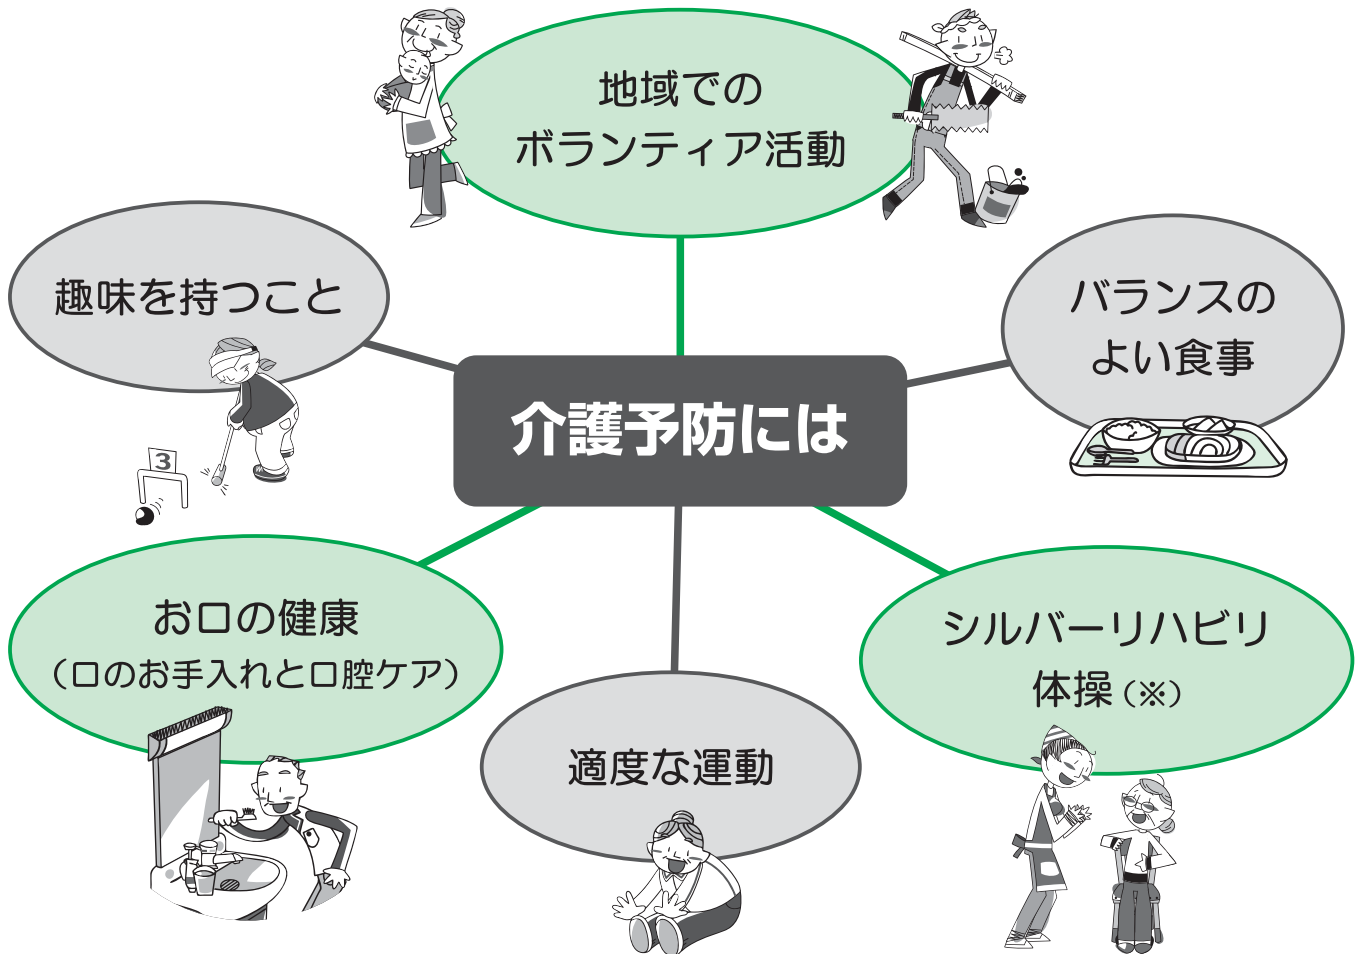 地域での
ボランティア活動
趣味を持つこと
バランスの
よい食事
介護予防には
3
お口の健康
（口のお手入れと口腔ケア）
シルバーリハビリ
体操（※）
適度な運動